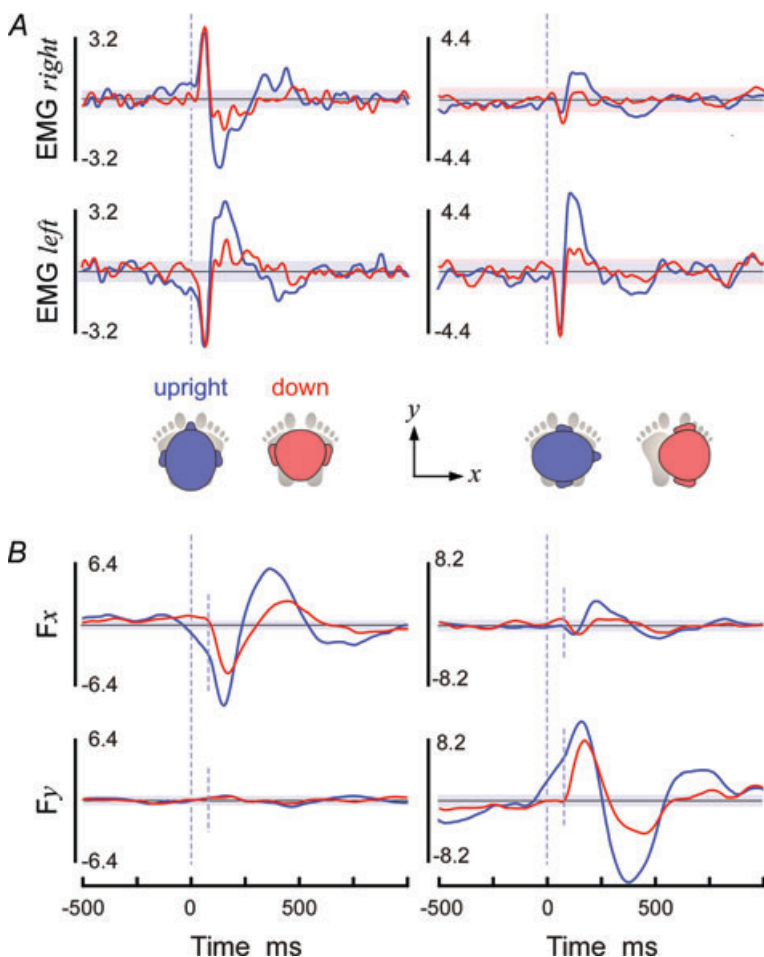 A
EMG right
3.2
-3.2
4.4
-4.4
EMG left
3.2
-3.2
4.4
-4.4
upright down
y
x
B
Fx
6.4
-6.4
8.2
-8.2
Fy
6.4
-6.4
8.2
-8.2
-500 0 500 -500 0 500
Time ms Time ms